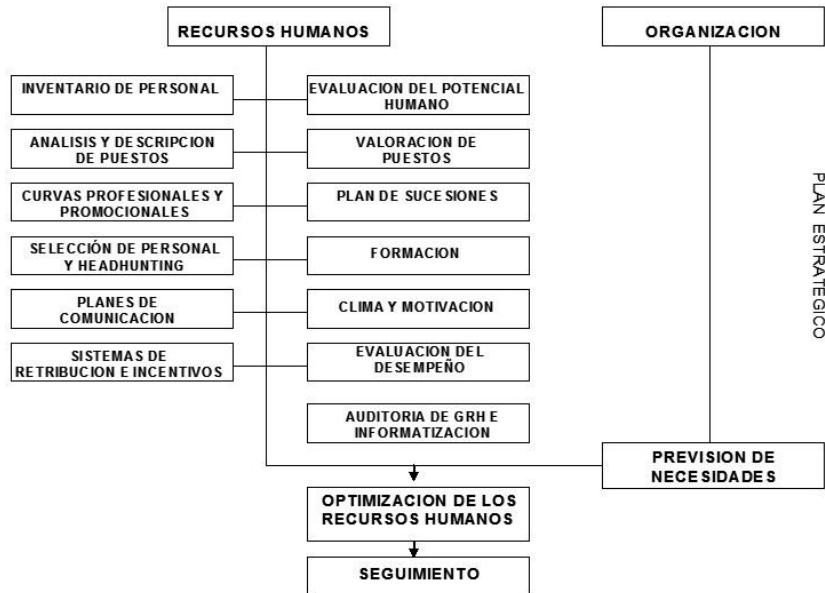 RECURSOS HUMANOS
ORGANIZACION
INVENTARIO DE PERSONAL
EVALUACION DEL POTENCIAL
HUMANO
ANALISIS Y DESCRIPCION
DE PUESTOS
VALORACION DE
PUESTOS
CURVAS PROFESIONALES Y
PROMOCIONALES
PLAN DE SUCESIONES
SELECCIÓN DE PERSONAL
Y HEADHUNTING
FORMACION
PLANES DE
COMUNICACION
CLIMA Y MOTIVACION
SISTEMAS DE
RETRIBUCION E INCENTIVOS
EVALUACION DEL
DESEMPEÑO
AUDITORIA DE GRH E
INFORMATIZACION
PLAN ESTRATEGICO
PREVISION DE
NECESIDADES
OPTIMIZACION DE LOS
RECURSOS HUMANOS
SEGUIMIENTO